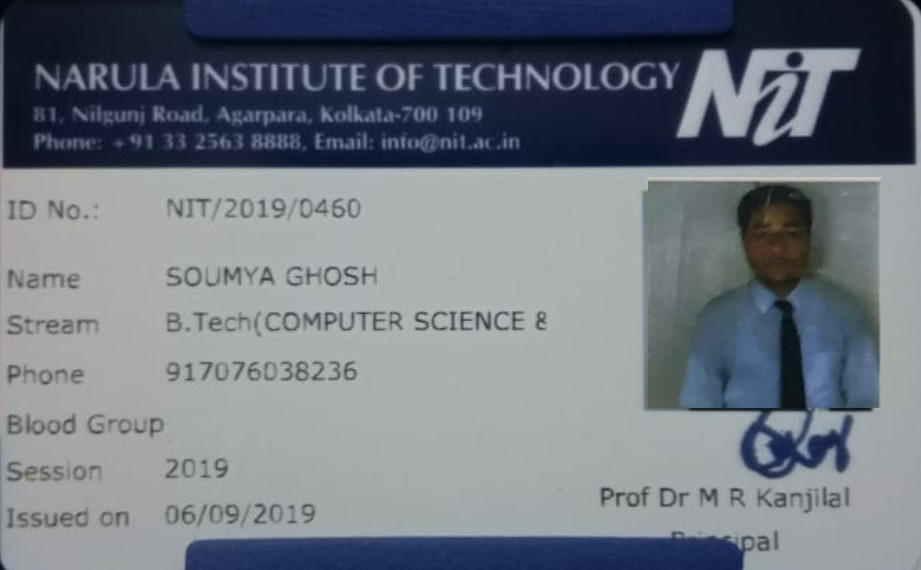 NARULA INSTITUTE OF TECHNOLOGY
NiT
81, Nilgunj Road, Agarpara, Kolkata-700 109
Phone: +91 33 2563 8888, Email: info@nit.ac.in
ID No.: NIT/2019/0460
Name SOUMYA GHOSH
Stream B.Tech(COMPUTER SCIENCE &
Phone 917076038236
Blood Group
Session 2019
Issued on 06/09/2019
Prof Dr M R Kanjilal
Principal